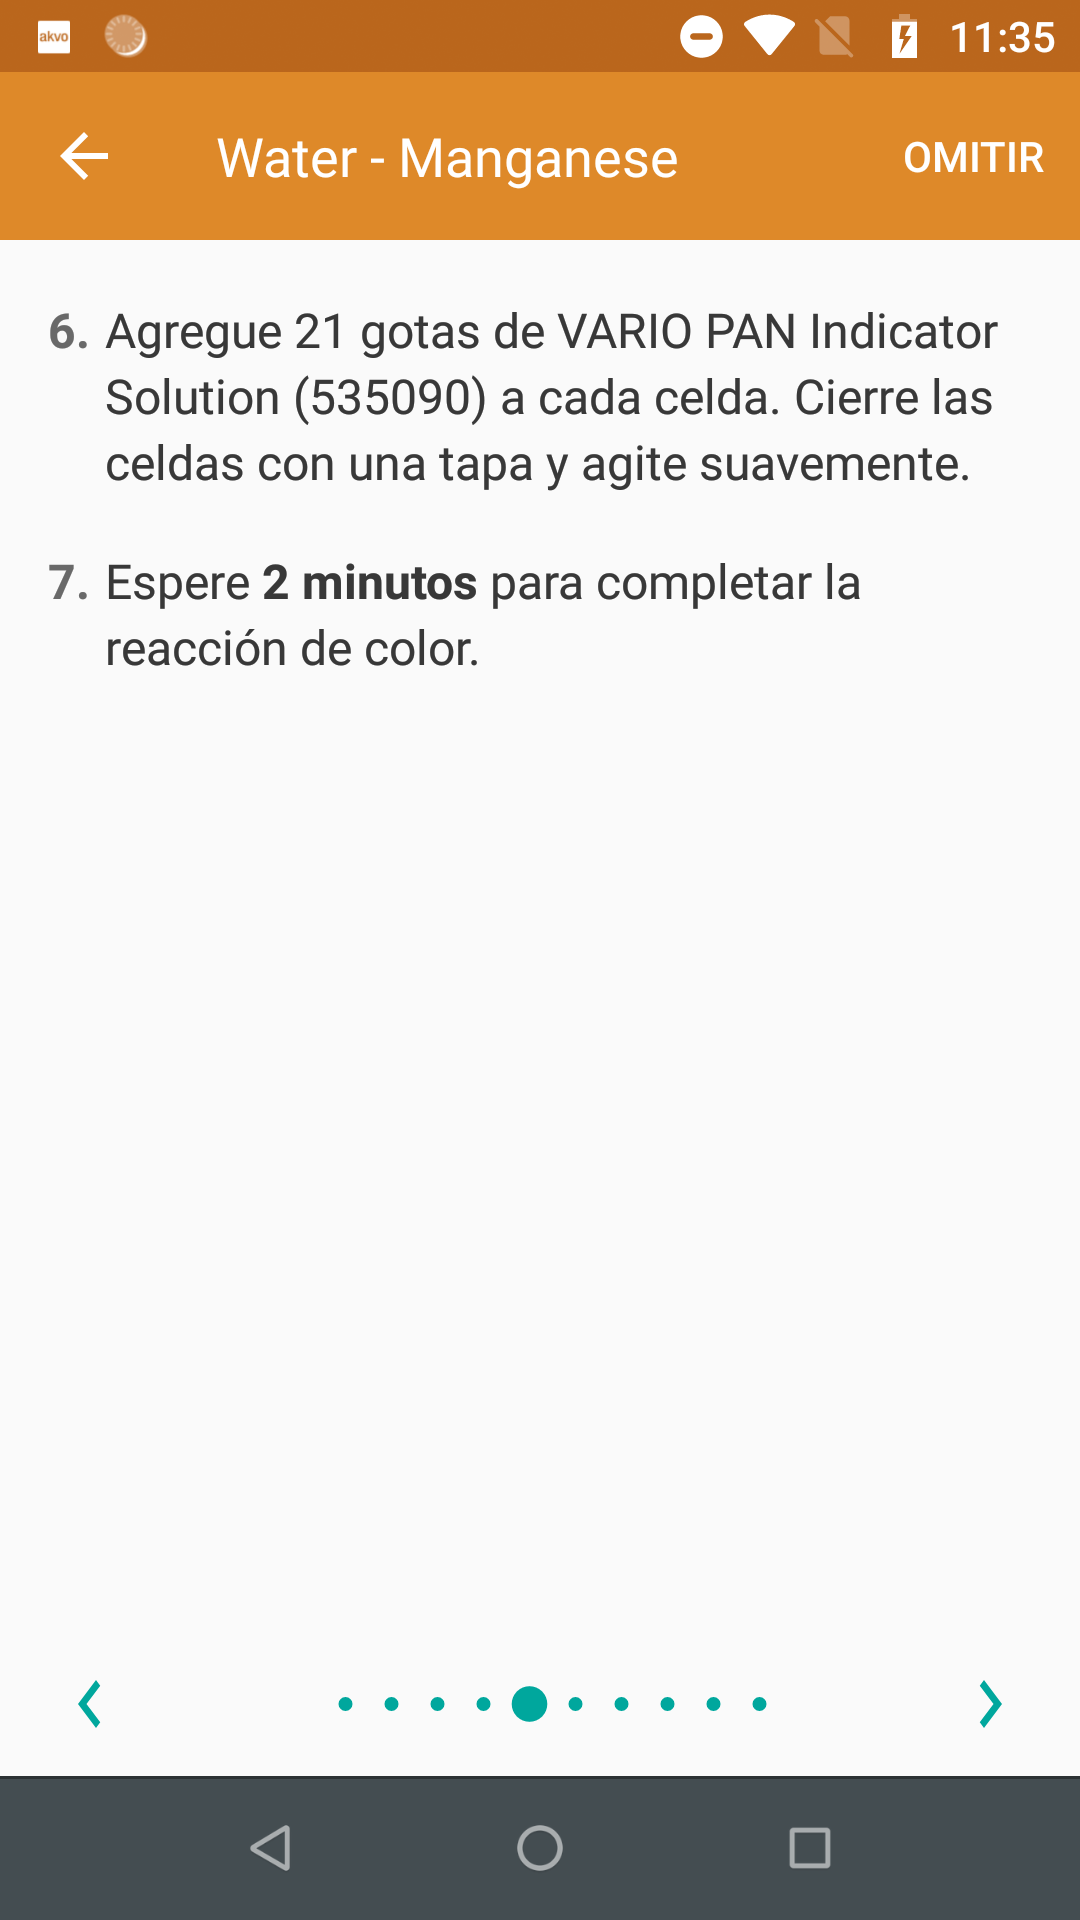 akvo
11:35
Water - Manganese
OMITIR
6. Agregue 21 gotas de VARIO PAN Indicator
Solution (535090) a cada celda. Cierre las
celdas con una tapa y agite suavemente.
7. Espere 2 minutos para completar la
reacción de color.